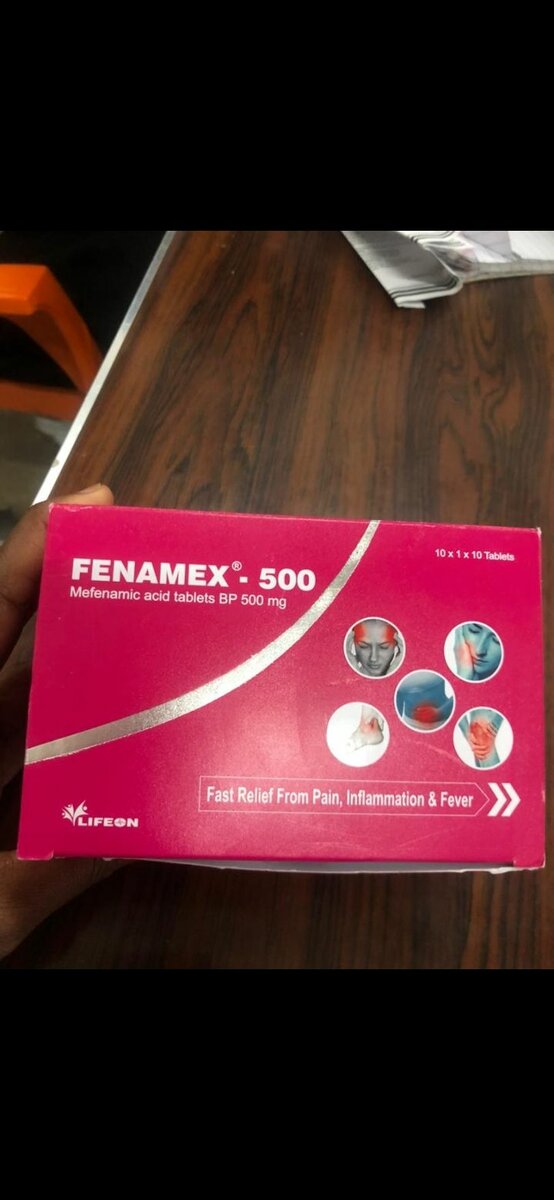 10 x 1 x 10 Tablets
FENAMEX® - 500
Mefenamic acid tablets BP 500 mg
Fast Relief From Pain, Inflammation & Fever
LIFEON